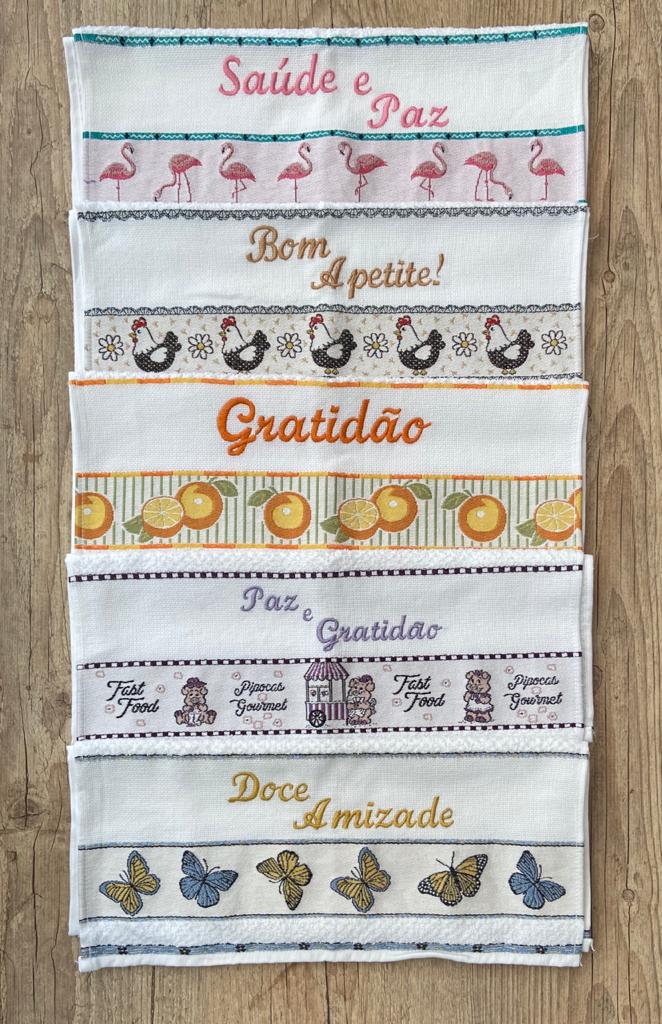 Saúde e
Paz
Bom
Apetite!
Gratidão
Paz
e
Gratidão
Fast
Food
Pipocas
Gourmet
Fast
Food
Pipocas
Gourmet
Doce
Amizade